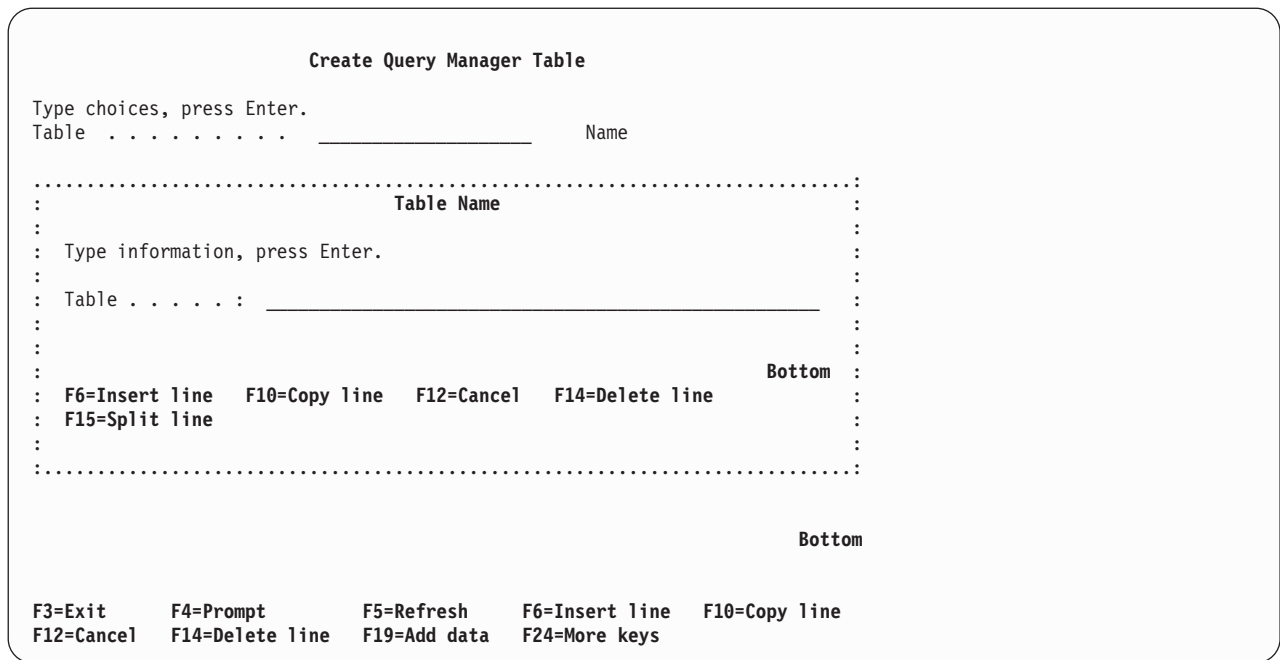 Create Query Manager Table
Type choices, press Enter.
Table . . . . . . . . . ____________________ Name
.............................................................................:
: Table Name :
: :
: Type information, press Enter. :
: :
: Table . . . . . : ____________________________________________________ :
: :
: :
: Bottom :
: F6=Insert line F10=Copy line F12=Cancel F14=Delete line :
: F15=Split line :
: :
:............................................................................:
Bottom
F3=Exit F4=Prompt F5=Refresh F6=Insert line F10=Copy line
F12=Cancel F14=Delete line F19=Add data F24=More keys